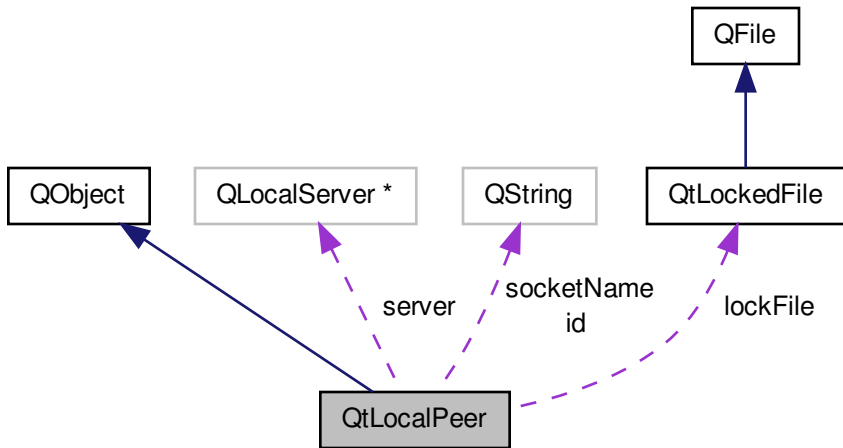 QFile
QObject
QLocalServer *
QString
QtLockedFile
server
socketName
id
lockFile
QtLocalPeer